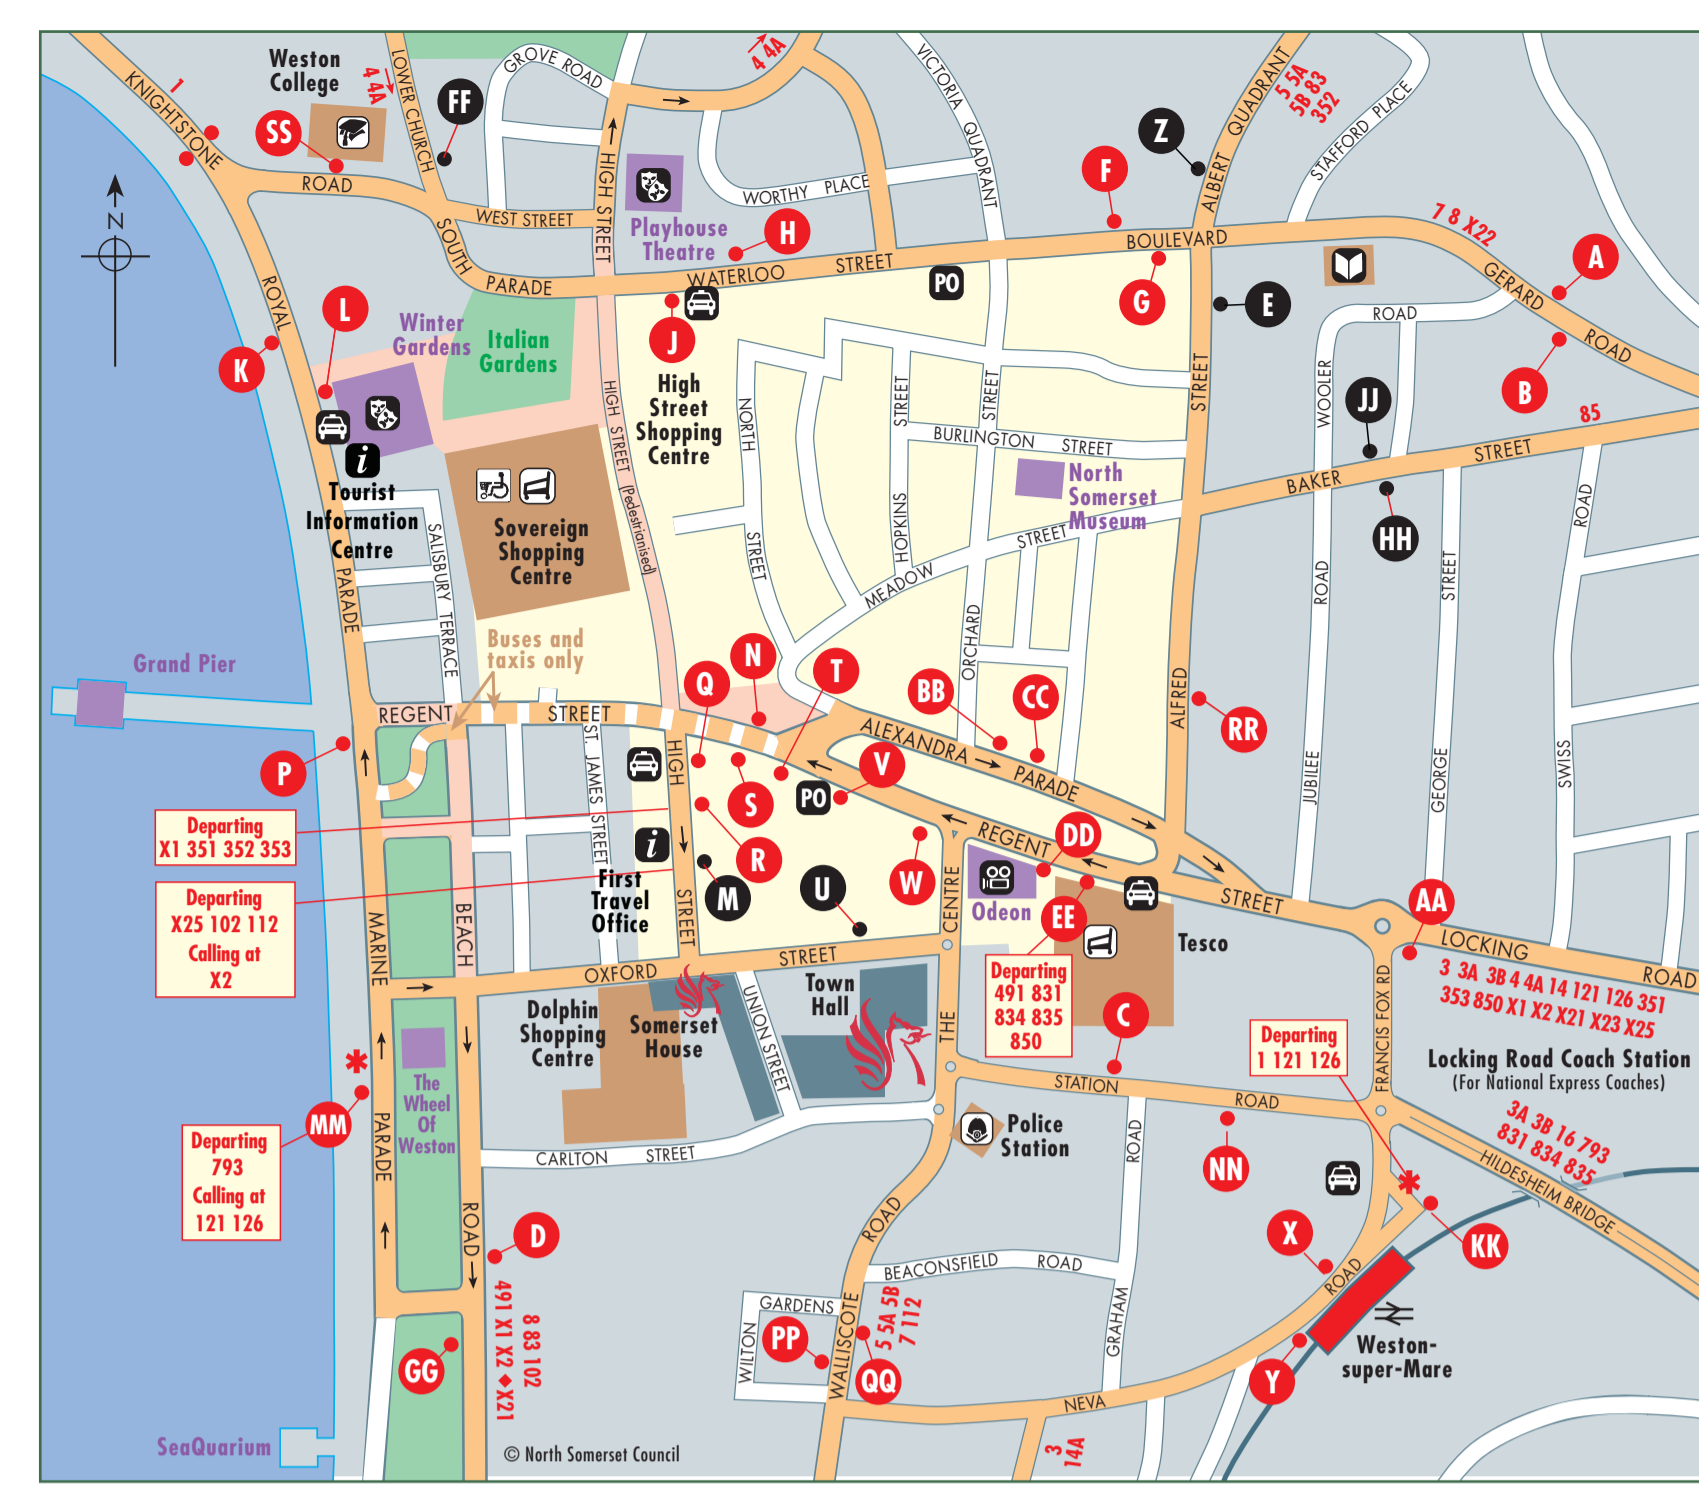 Weston
College
KNIGHTSTONE
ROAD
1
4 4A
LOWER CHURCH
FF
SS
GROVE ROAD
4 4A
VICTORIA QUADRANT
HIGH STREET
WEST STREET
SOUTH
PARADE
Playhouse
Theatre
WORTHY PLACE
H
WATERLOO STREET
PO
J
BOULEVARD
F
G
Z
E
ALBERT QUADRANT
5 5A
5B 83
352
STAFFORD PLACE
7 8 X22
GERARD
ROAD
A
B
85
N
ROYAL
K
L
Winter
Gardens
Italian
Gardens
High
Street
Shopping
Centre
HIGH STREET (Pedestrianised)
i
Tourist
Information
Centre
Sovereign
Shopping
Centre
SALISBURY TERRACE
PARADE
NORTH
STREET
STREET
HOPKINS
STREET
ORCHARD
BURLINGTON STREET
North
Somerset
Museum
MEADOW
STREET
STREET
ALFRED
WOOLER
ROAD
JJ
HH
BAKER
STREET
ROAD
JUBILEE
STREET
GEORGE
ROAD
SWISS
Grand Pier
Buses and
taxis only
REGENT
STREET
P
Q
N
T
BB
CC
RR
ALEXANDRA
PARADE
ST. JAMES STREET
HIGH
STREET
S
PO
V
R
M
U
W
REGENT
STREET
DD
EE
Odeon
Tesco
AA
LOCKING
ROAD
Departing
X1 351 352 353
Departing
X25 102 112
Calling at
X2
i
First
Travel
Office
MARINE
BEACH
OXFORD
STREET
THE CENTRE
Departing
491 831
834 835
850
C
3 3A 3B 4 4A 14 121 126 351
353 850 X1 X2 X21 X23 X25
Dolphin
Shopping
Centre
Somerset
House
UNION STREET
Town
Hall
Departing
1 121 126
FRANCIS FOX RD
Locking Road Coach Station
(For National Express Coaches)
STATION
ROAD
The
Wheel
Of
Weston
*
MM
Departing
793
Calling at
121 126
PARADE
CARLTON STREET
Police
Station
ROAD
GRAHAM
NN
3A 3B 16 793
831 834 835
HILDESHEIM BRIDGE
*
KK
X
ROAD
D
ROAD
491 X1 X2 ◆ X21
8 83 102
GG
ROAD
WALLISCOTE
BEACONSFIELD ROAD
GARDENS
WILTON
PP
QQ
5 5A 5B
7 112
Y
Weston-
super-Mare
NEVA
3
14A
SeaQuarium
© North Somerset Council